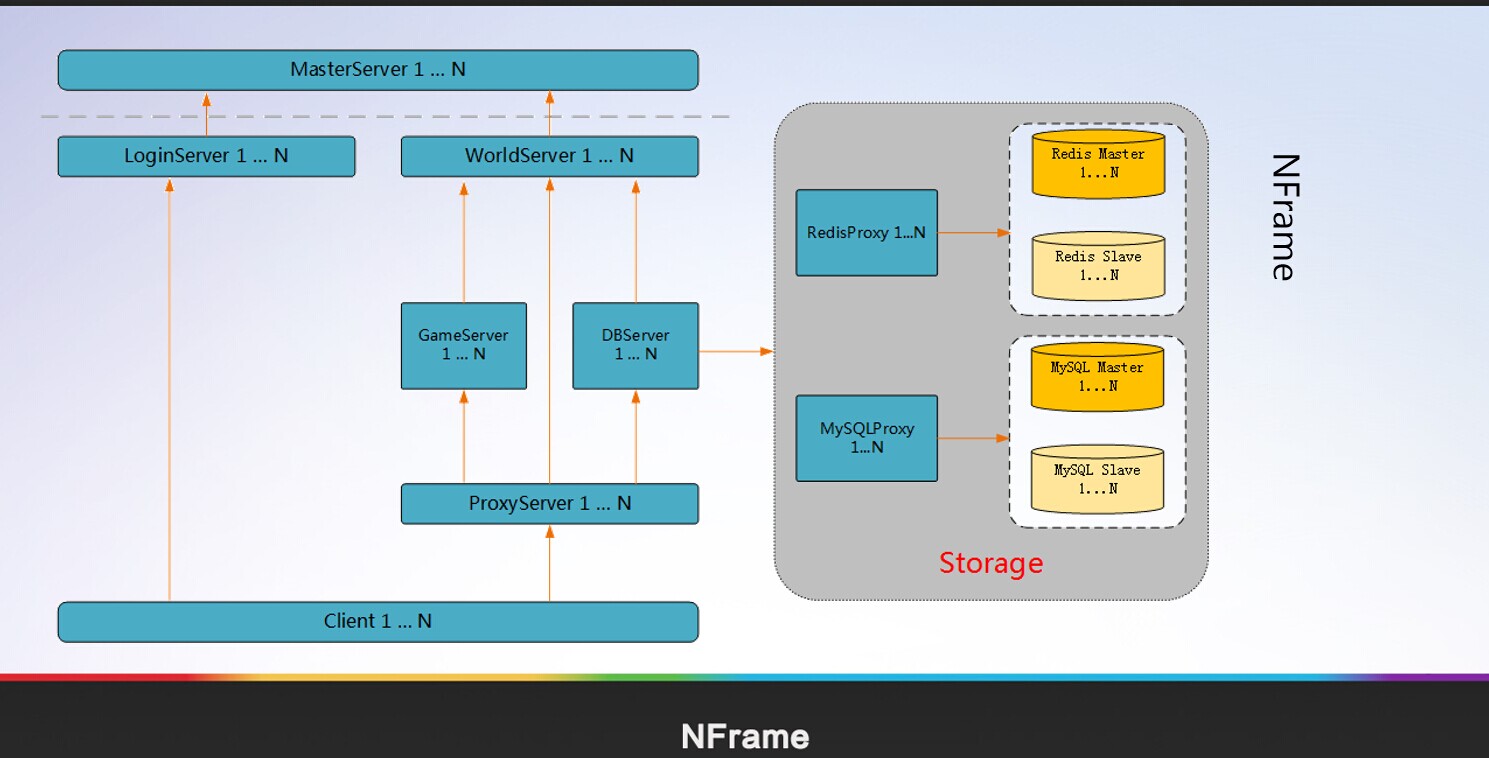 MasterServer 1 ... N
LoginServer 1 ... N
WorldServer 1 ... N
GameServer
1 ... N
DBServer
1 ... N
ProxyServer 1 ... N
Client 1 ... N
RedisProxy 1...N
Redis Master
1...N
Redis Slave
1...N
MySQLProxy
1...N
MySQL Master
1...N
MySQL Slave
1...N
Storage
NFrame
NFrame